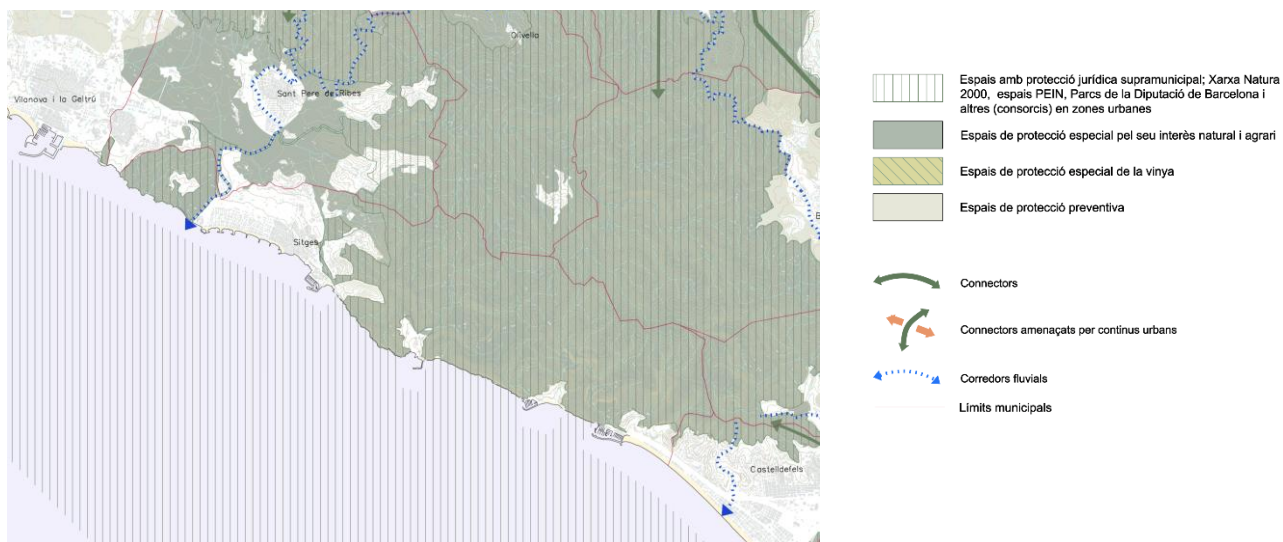 Olivella
Sant Pere de Ribes
Vilanova i la Geltrú
Sitges
B
Castelldefels
Espais amb protecció jurídica supramunicipal; Xarxa Natura
2000, espais PEIN, Parcs de la Diputació de Barcelona i
altres (consorcis) en zones urbanes
Espais de protecció especial pel seu interès natural i agrari
Espais de protecció especial de la vinya
Espais de protecció preventiva
Connectors
Connectors amenaçats per continus urbans
Corredors fluvials
Límits municipals